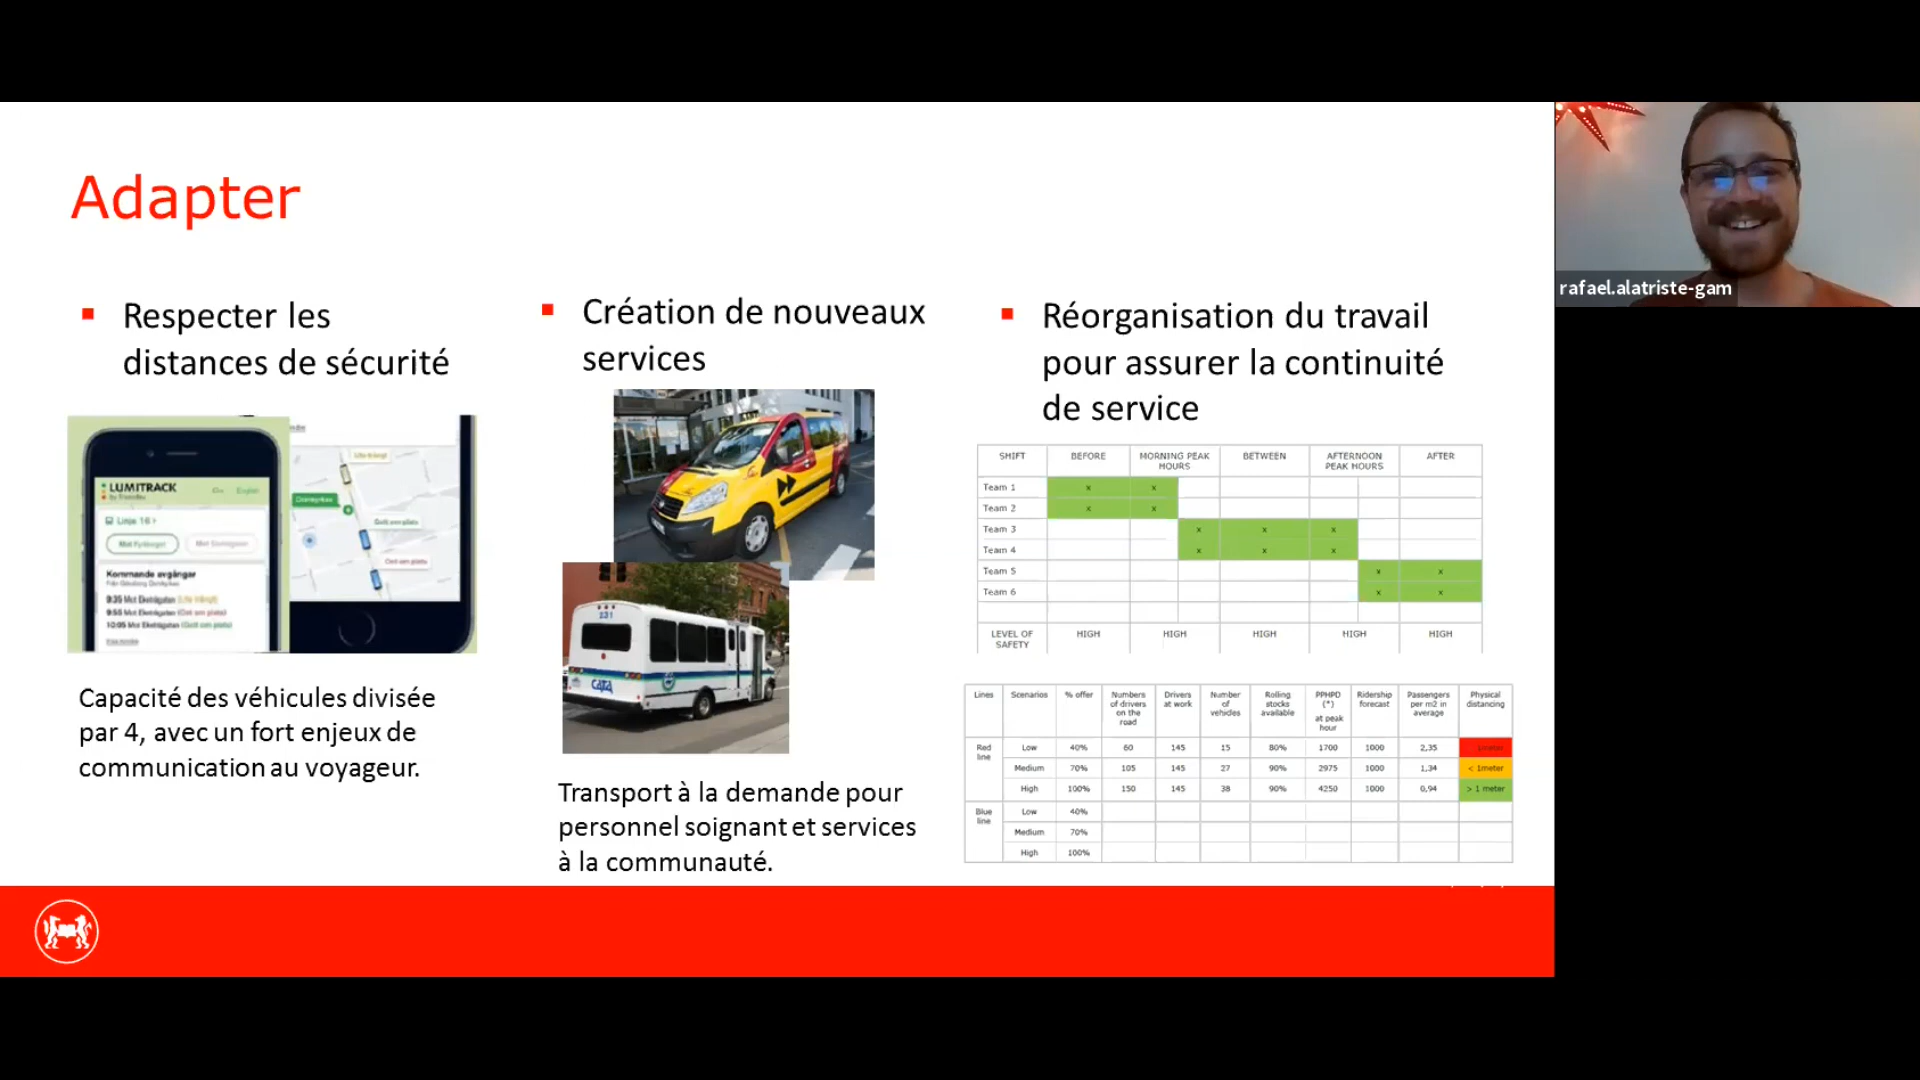 Adapter
Respecter les
distances de sécurité
LUMITRACK
Linje 16
Kommande avgångar
Capacité des véhicules divisée
par 4, avec un fort enjeux de
communication au voyageur.
Création de nouveaux
services
231
CATA
Transport à la demande pour
personnel soignant et services
à la communauté.
Réorganisation du travail
pour assurer la continuité
de service
SHIFT BEFORE MORNING PEAK HOURS BETWEEN AFTERNOON PEAK HOURS AFTER
Team 1 x x
Team 2 x x
Team 3 x x x
Team 4 x x x
Team 5 x x
Team 6 x x
LEVEL OF SAFETY HIGH HIGH HIGH HIGH HIGH
Lines Scenarios % offer Numbers of drivers on the road Drivers at work Number of vehicles Rolling stocks available PPHPD (*) at peak hour Ridership forecast Passengers per m2 in average Physical distancing
Red line Low 40% 60 145 15 80% 1700 1000 2,35
Medium 70% 105 145 27 90% 2975 1000 1,34 < 1meter
High 100% 150 145 38 90% 4250 1000 0,94 > 1 meter
Blue line Low 40%
Medium 70%
High 100%
rafael.alatriste-gam